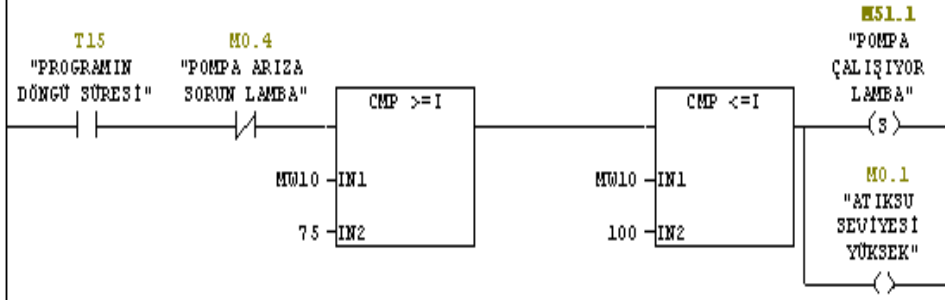 T15
"PROGRAMIN
DÖNGÜ SÜRESİ"
M0.4
"POMPA ARIZA
SORUN LAMBA"
CMP >=I
MW10
IN1
75
IN2
CMP <=I
MW10
IN1
100
IN2
M51.1
"POMPA
ÇALIŞIYOR
LAMBA"
S
M0.1
"ATIKSU
SEVİYESİ
YÜKSEK"